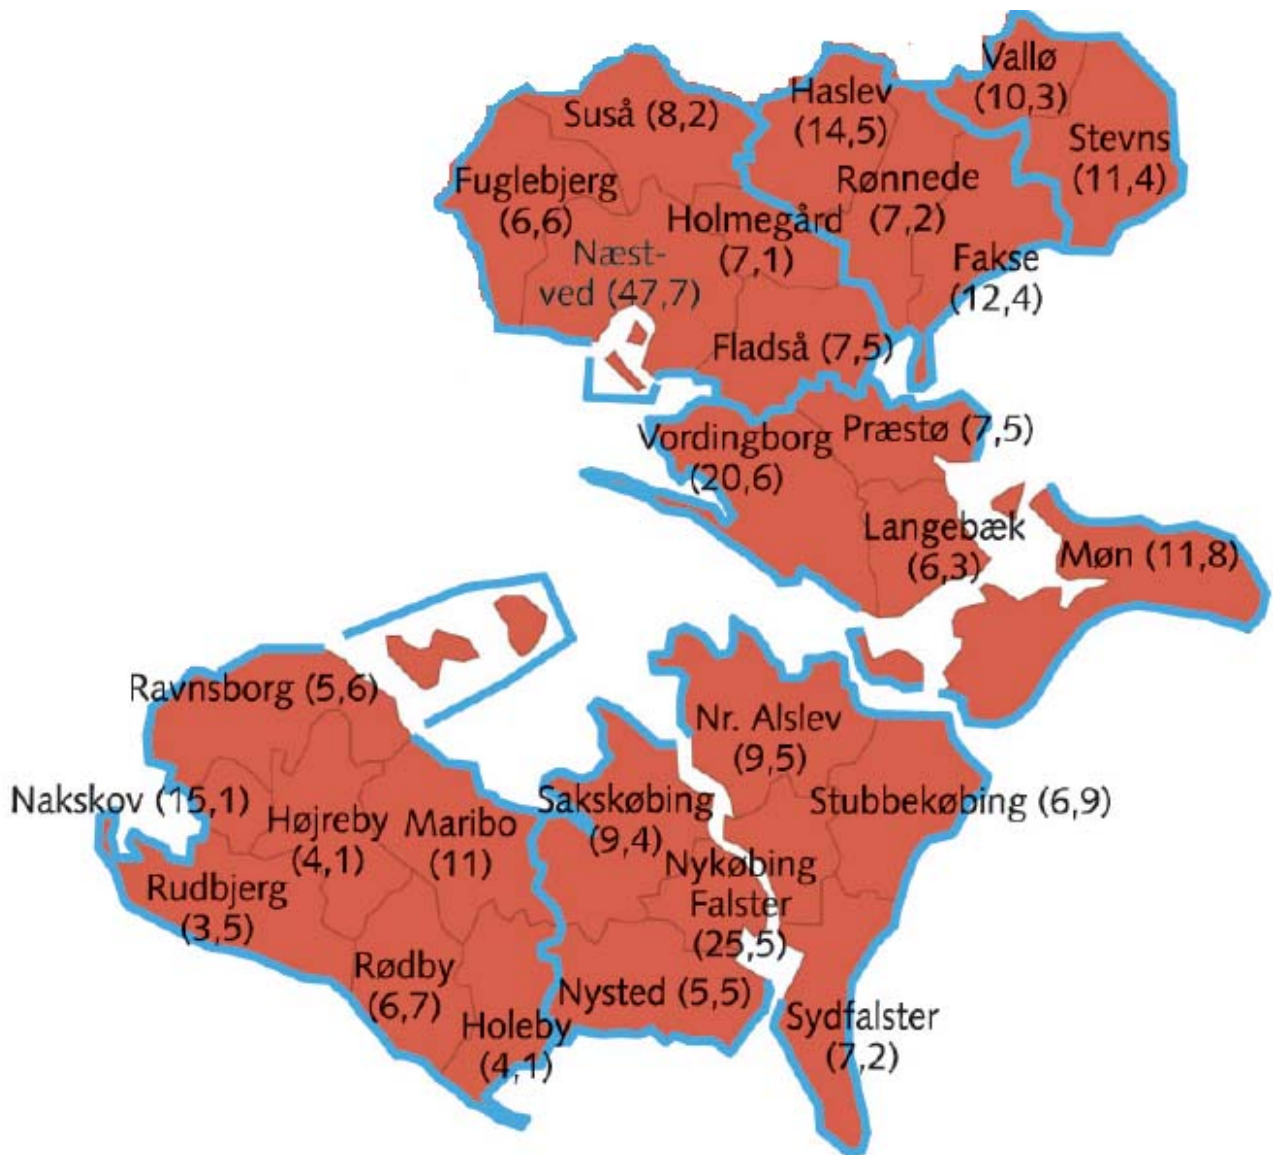 Vallø
(10,3)
Haslev
(14,5)
Suså (8,2)
Stevns
(11,4)
Fuglebjerg
(6,6)
Rønnede
(7,2)
Holmegård
(7,1)
Næst-
ved (47,7)
Fakse
(12,4)
Fladså (7,5)
Præstø (7,5)
Vordingborg
(20,6)
Langebæk
(6,3)
Møn (11,8)
Ravnsborg (5,6)
Nr. Alslev
(9,5)
Nakskov (15,1)
Højreby
(4,1)
Maribo
(11)
Sakskøbing
(9,4)
Stubbekøbing (6,9)
Nykøbing
Falster
(25,5)
Rudbjerg
(3,5)
Rødby
(6,7)
Nysted (5,5)
Holeby
(4,1)
Sydfalster
(7,2)